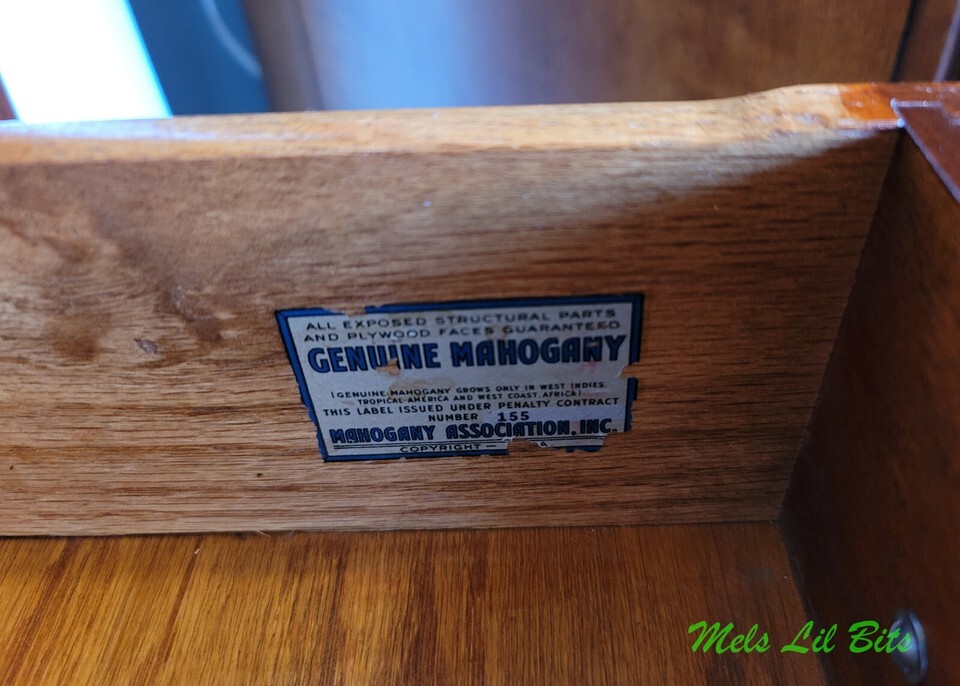 ALL EXPOSED STRUCTURAL PARTS
AND PLYWOOD FACES GUARANTEED
GENUINE MAHOGANY
(GENUINE MAHOGANY GROWS ONLY IN WEST INDIES,
TROPICAL AMERICA AND WEST COAST, AFRICA)
THIS LABEL ISSUED UNDER PENALTY CONTRACT
NUMBER 155
MAHOGANY ASSOCIATION, INC.
COPYRIGHT —
Mels Lil Bits